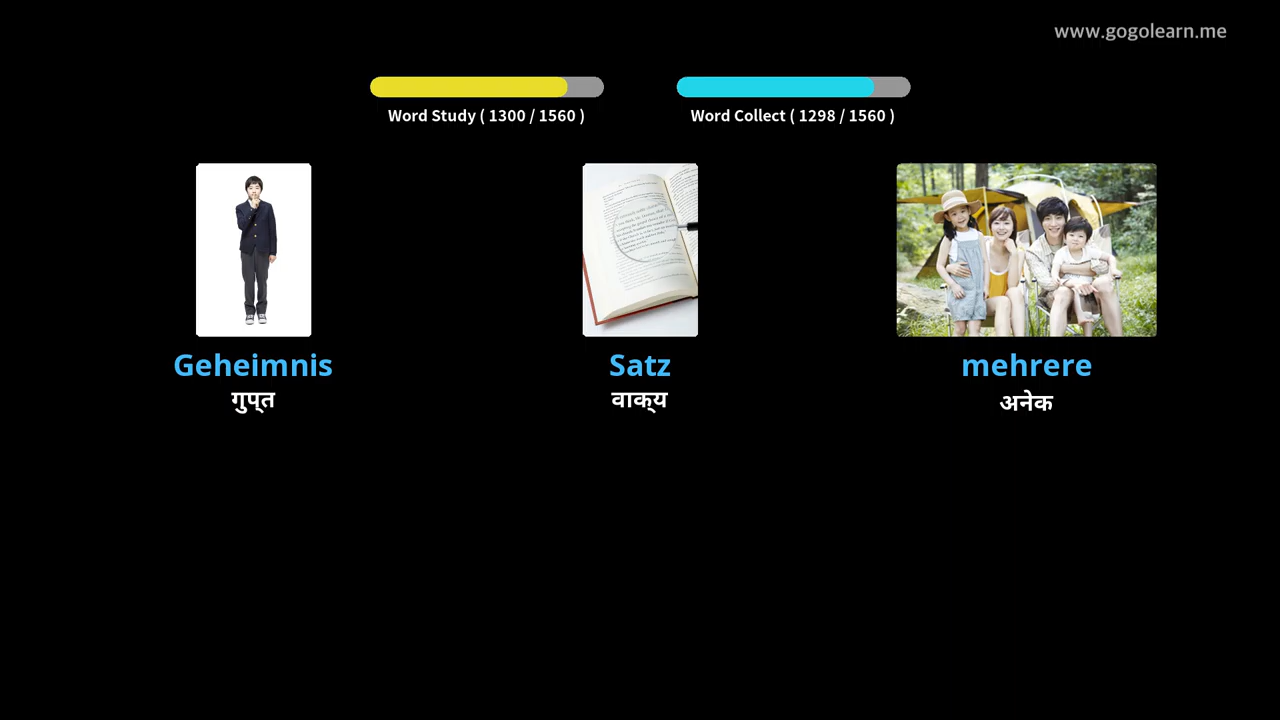 www.gogolearn.me
Word Study ( 1300 / 1560 )
Word Collect ( 1298 / 1560 )
Geheimnis
गुप्त
Satz
वाक्य
mehrere
अनेक